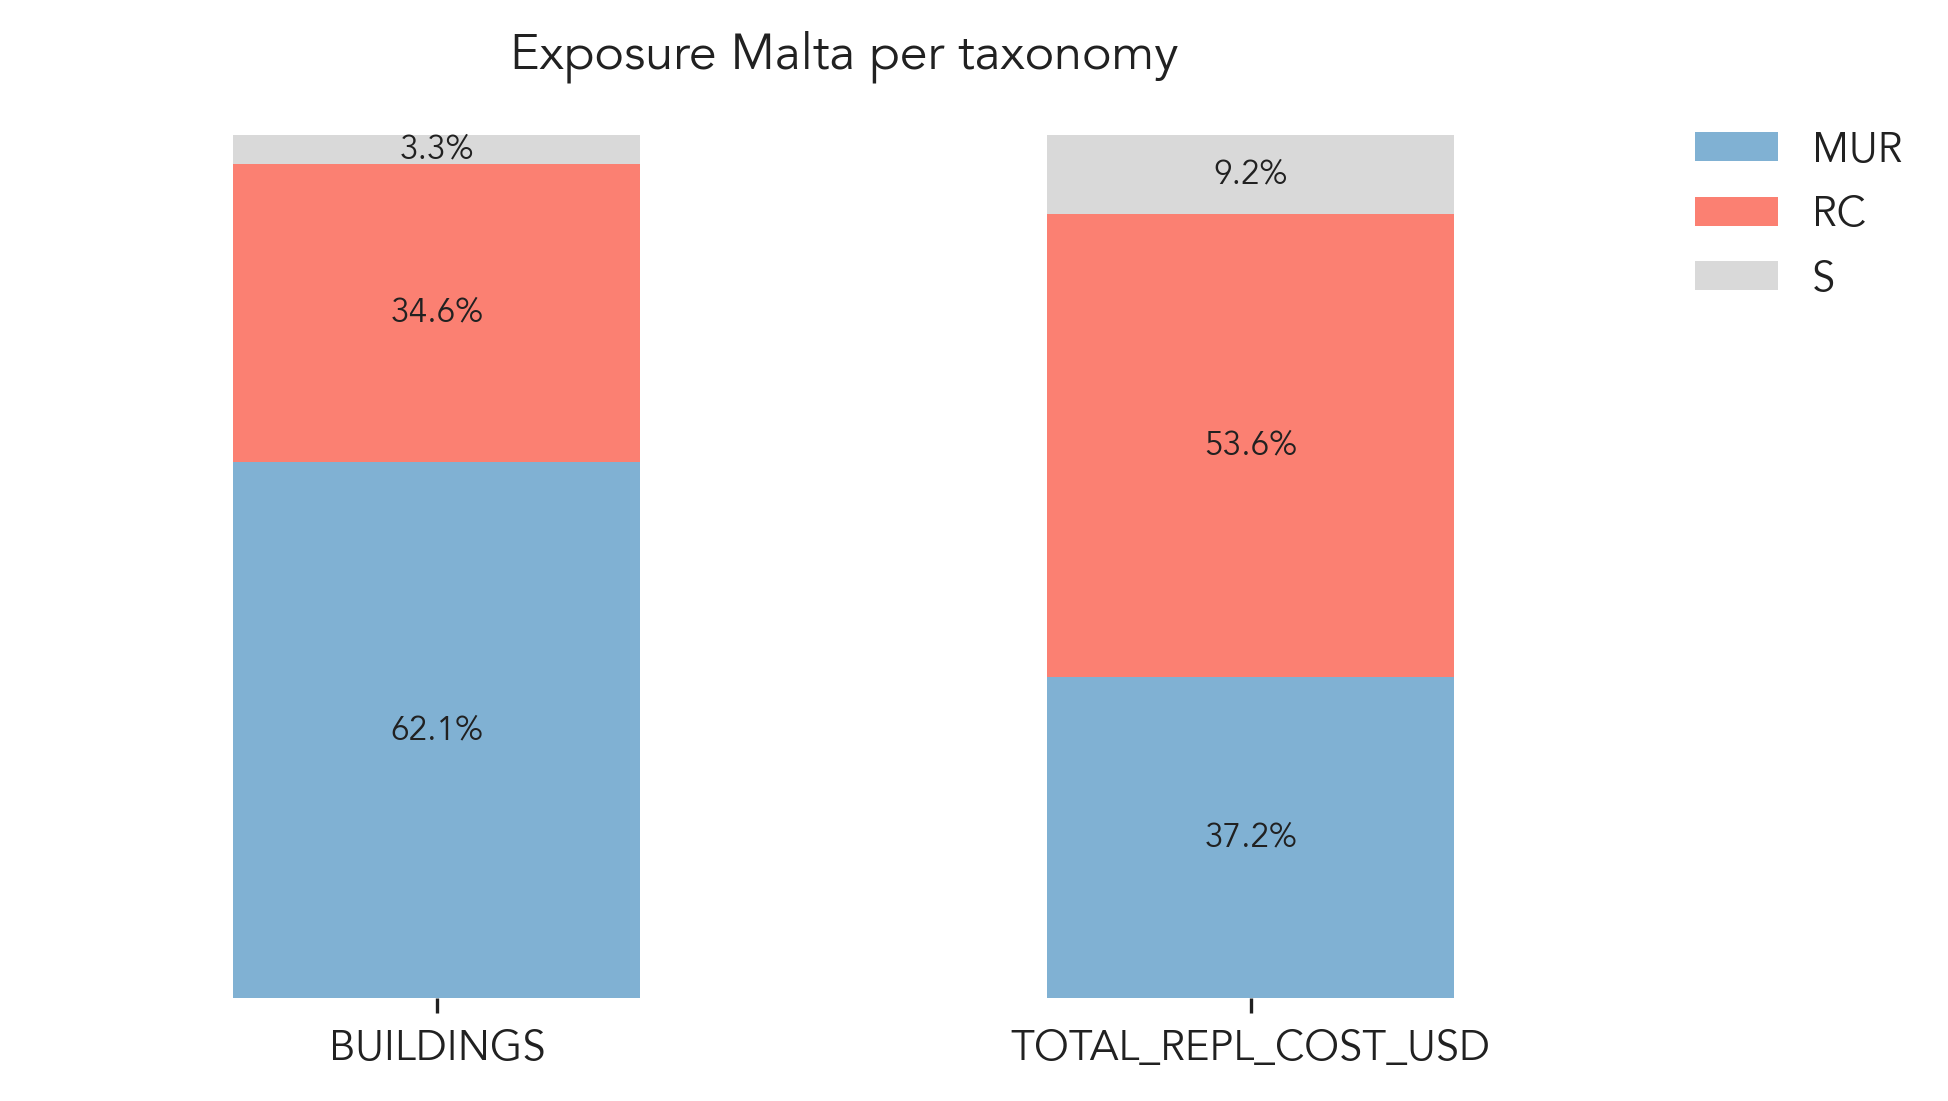 Exposure Malta per taxonomy
3.3%
34.6%
62.1%
9.2%
53.6%
37.2%
BUILDINGS
TOTAL_REPL_COST_USD
MUR
RC
S